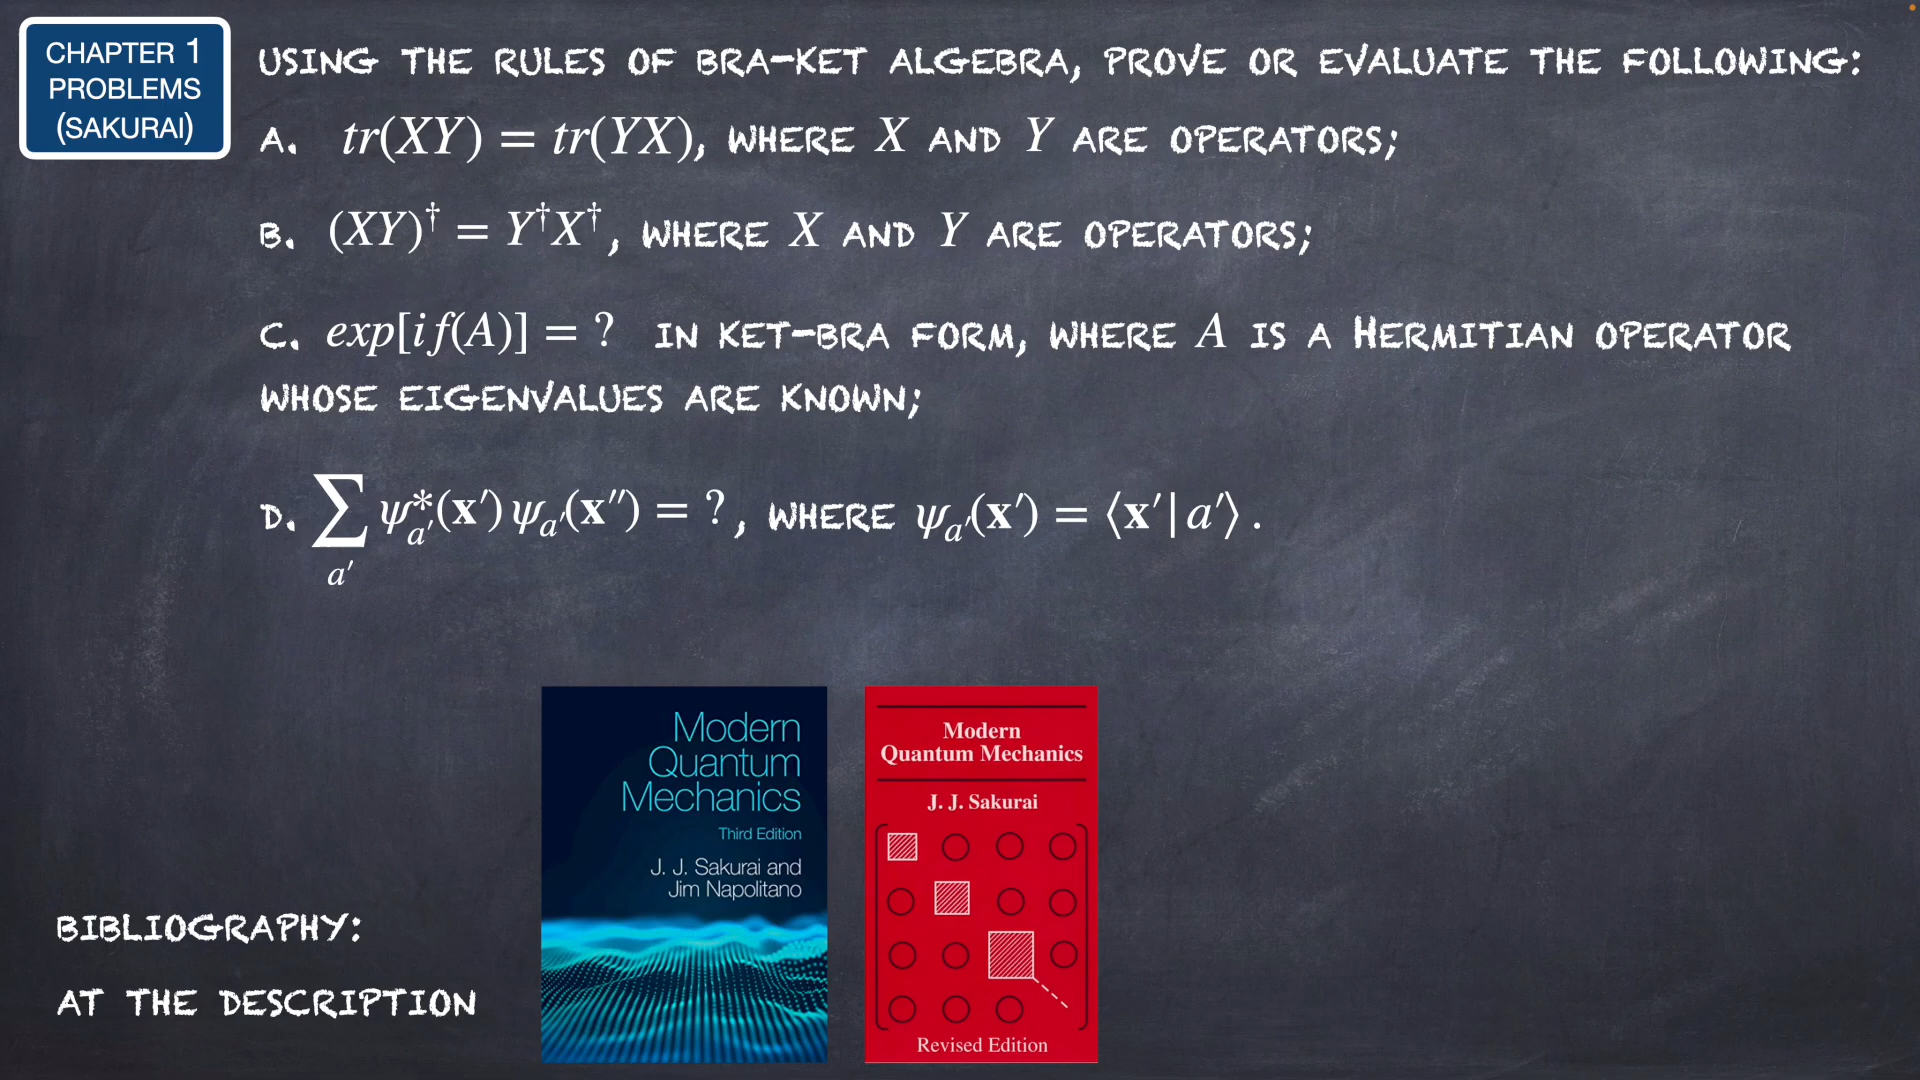 CHAPTER 1
PROBLEMS
(SAKURAI)
USING THE RULES OF BRA-KET ALGEBRA, PROVE OR EVALUATE THE FOLLOWING:
A. tr(XY) = tr(YX), WHERE X AND Y ARE OPERATORS;
B. (XY)† = Y†X†, WHERE X AND Y ARE OPERATORS;
C. exp[if(A)] = ? IN KET-BRA FORM, WHERE A IS A HERMITIAN OPERATOR
WHOSE EIGENVALUES ARE KNOWN;
D. ∑_{a′} ψ*_{a′}(x′) ψ_{a′}(x″) = ?, WHERE ψ_{a′}(x′) = ⟨x′|a′⟩.
Modern
Quantum
Mechanics
Third Edition
J. J. Sakurai and
Jim Napolitano
Modern
Quantum Mechanics
J. J. Sakurai
Revised Edition
BIBLIOGRAPHY:
AT THE DESCRIPTION